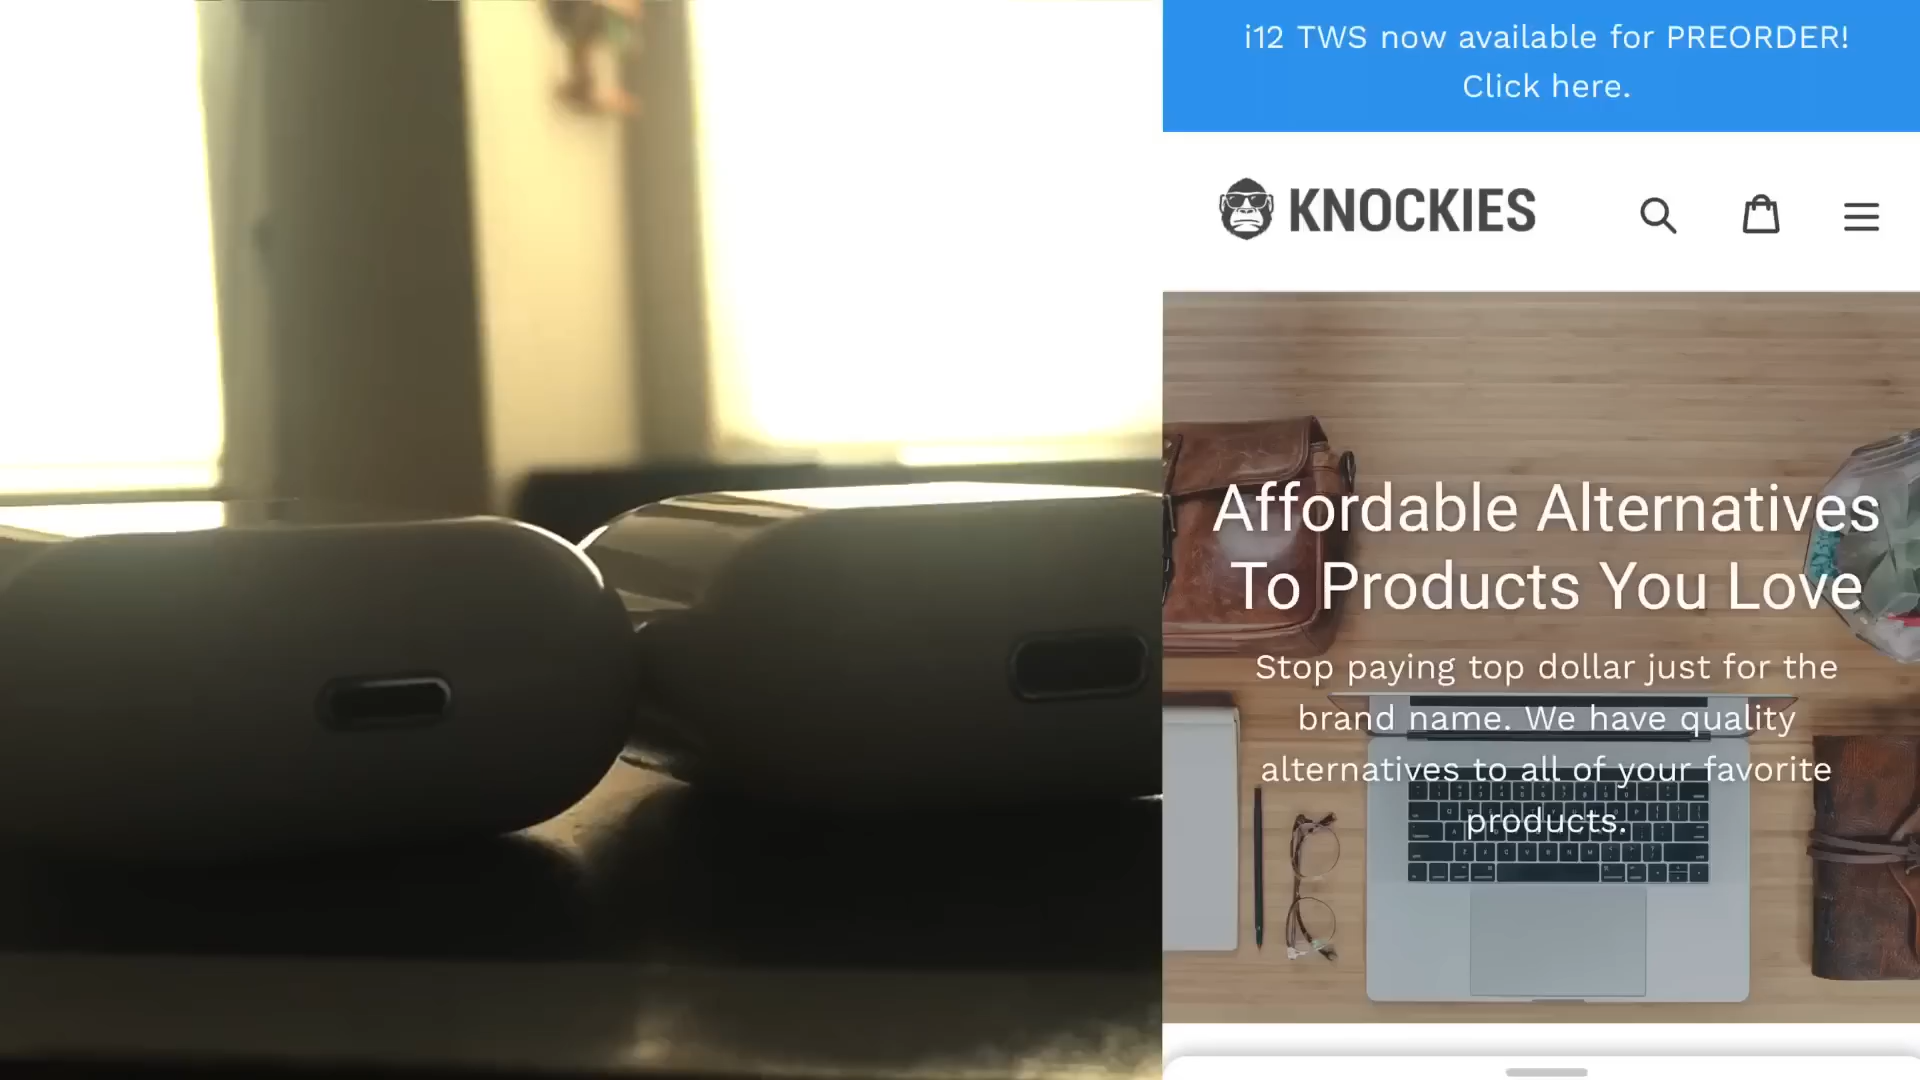 i12 TWS now available for PREORDER!
Click here.
KNOCKIES
Affordable Alternatives
To Products You Love
Stop paying top dollar just for the
brand name. We have quality
alternatives to all of your favorite
products.